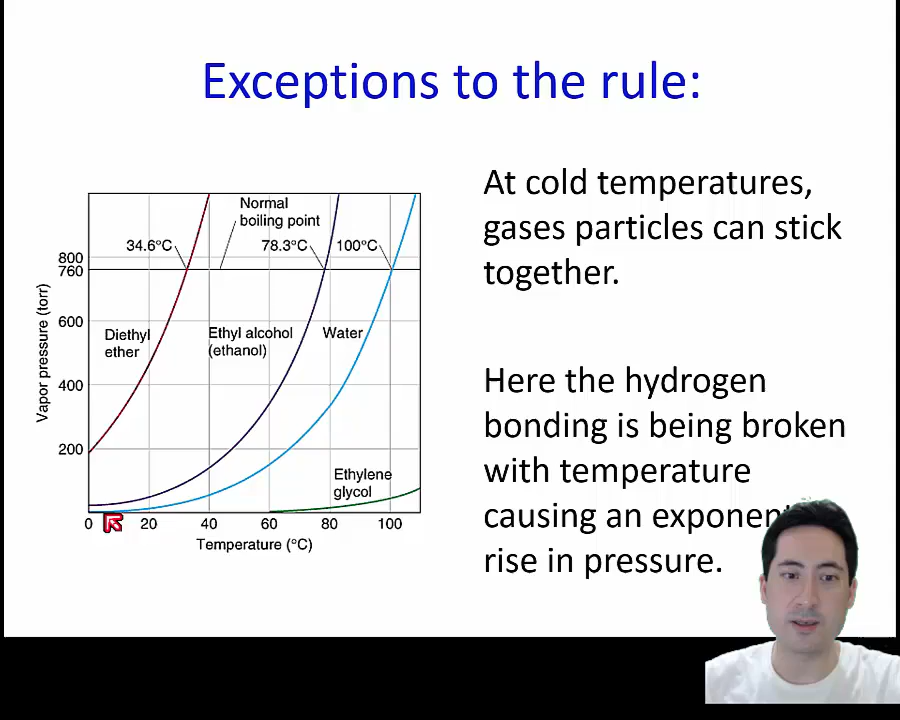 Exceptions to the rule:
At cold temperatures,
gases particles can stick
together.
Here the hydrogen
bonding is being broken
with temperature
causing an
rise in pressure.
Normal
boiling point
34.6°C
78.3°C
100°C
800
760
600
400
200
Vapor pressure (torr)
Diethyl
ether
Ethyl alcohol
(ethanol)
Water
Ethylene
glycol
0
20
40
60
80
100
Temperature (°C)